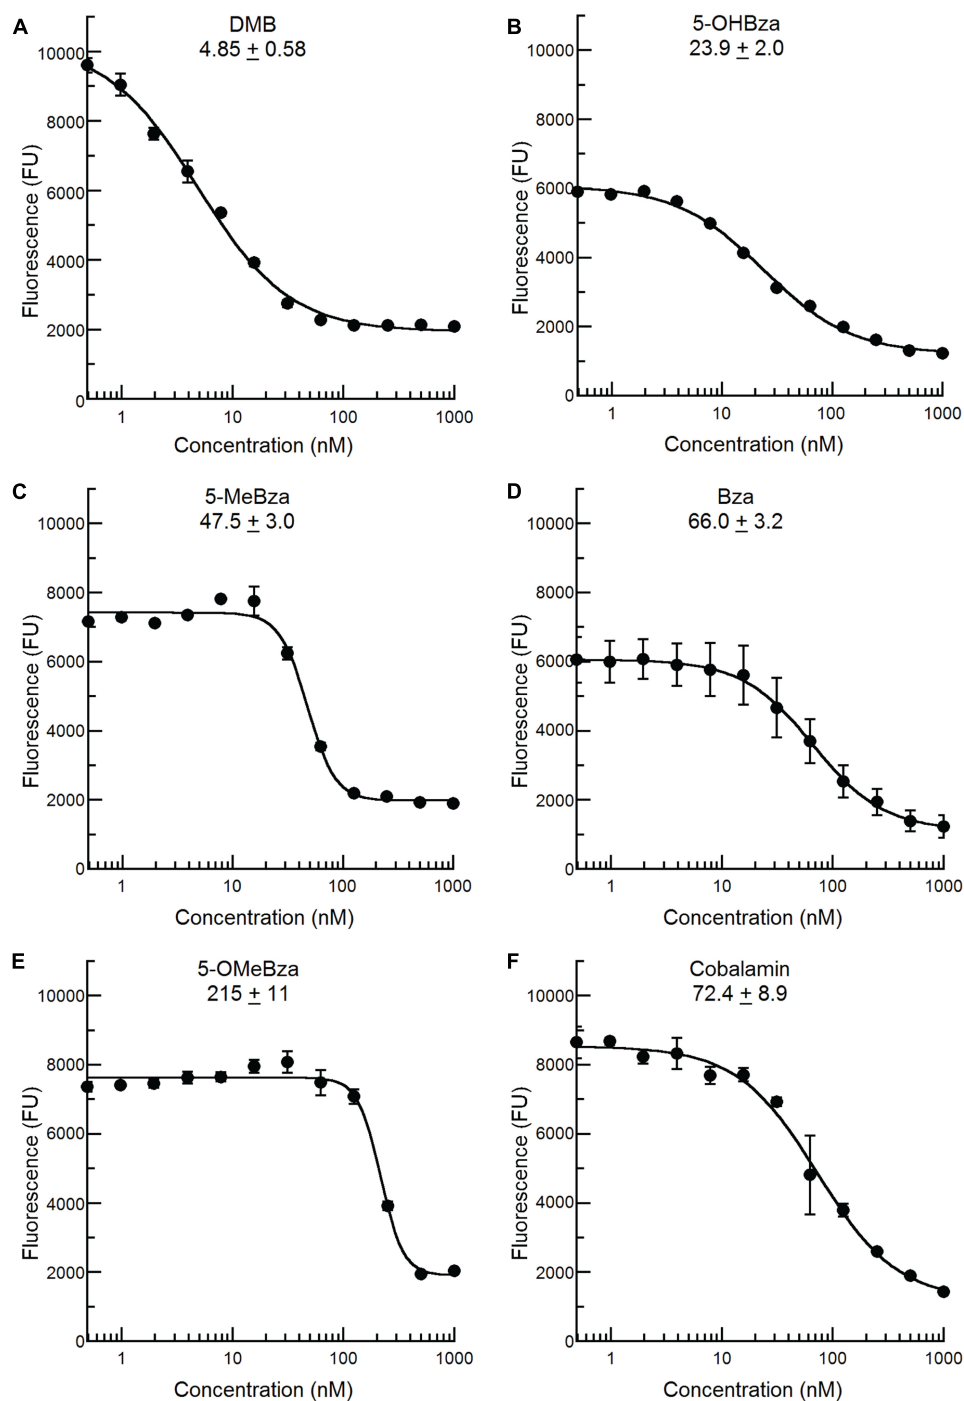 A
DMB
4.85 ± 0.58
10000
8000
6000
4000
2000
0
Fluorescence (FU)
1 10 100 1000
Concentration (nM)
B
5-OHBza
23.9 ± 2.0
10000
8000
6000
4000
2000
0
Fluorescence (FU)
1 10 100 1000
Concentration (nM)
C
5-MeBza
47.5 ± 3.0
10000
8000
6000
4000
2000
0
Fluorescence (FU)
1 10 100 1000
Concentration (nM)
D
Bza
66.0 ± 3.2
10000
8000
6000
4000
2000
0
Fluorescence (FU)
1 10 100 1000
Concentration (nM)
E
5-OMeBza
215 ± 11
10000
8000
6000
4000
2000
0
Fluorescence (FU)
1 10 100 1000
Concentration (nM)
F
Cobalamin
72.4 ± 8.9
10000
8000
6000
4000
2000
0
Fluorescence (FU)
1 10 100 1000
Concentration (nM)